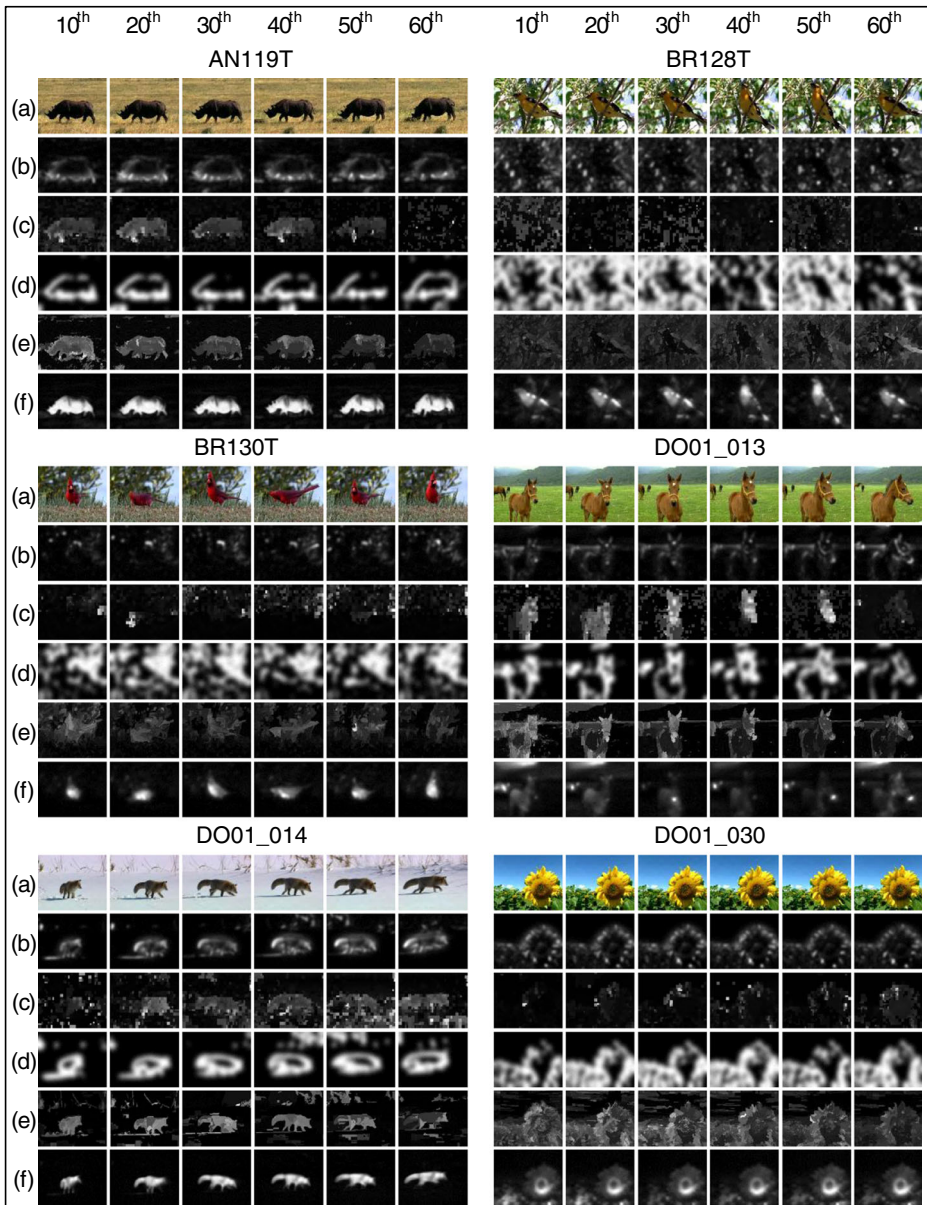 10th 20th 30th 40th 50th 60th 10th 20th 30th 40th 50th 60th
AN119T BR128T
(a)
(b)
(c)
(d)
(e)
(f)
BR130T DO01_013
(a)
(b)
(c)
(d)
(e)
(f)
DO01_014 DO01_030
(a)
(b)
(c)
(d)
(e)
(f)